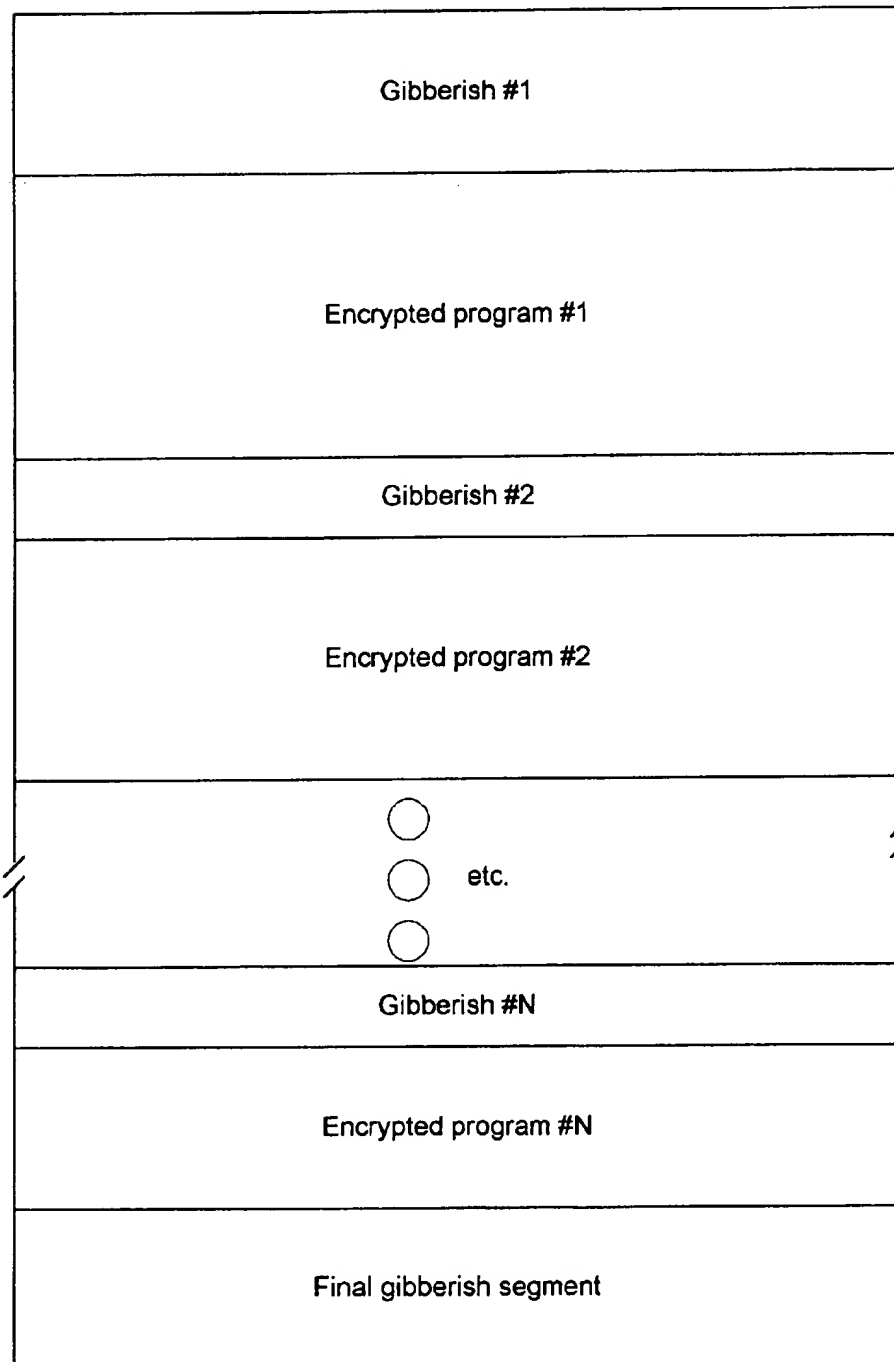 Gibberish #1
Encrypted program #1
Gibberish #2
Encrypted program #2
etc.
Gibberish #N
Encrypted program #N
Final gibberish segment